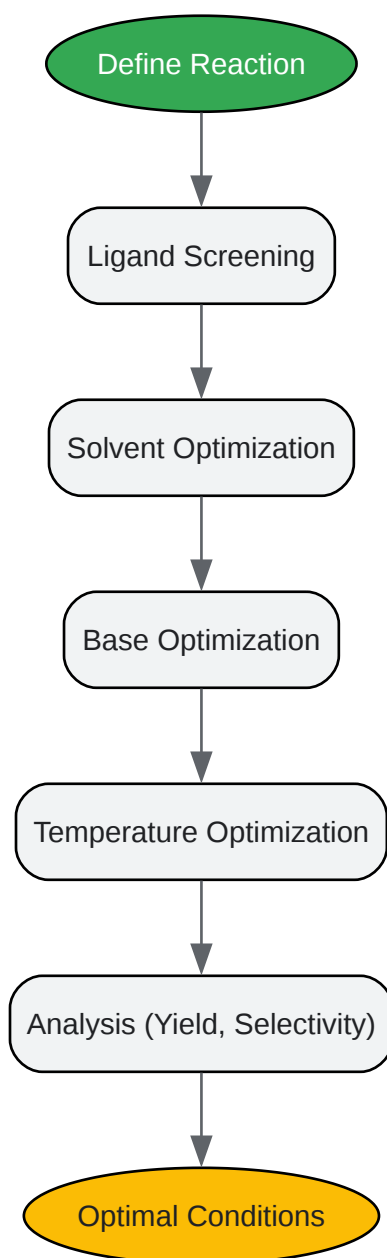 Define Reaction
Ligand Screening
Solvent Optimization
Base Optimization
Temperature Optimization
Analysis (Yield, Selectivity)
Optimal Conditions